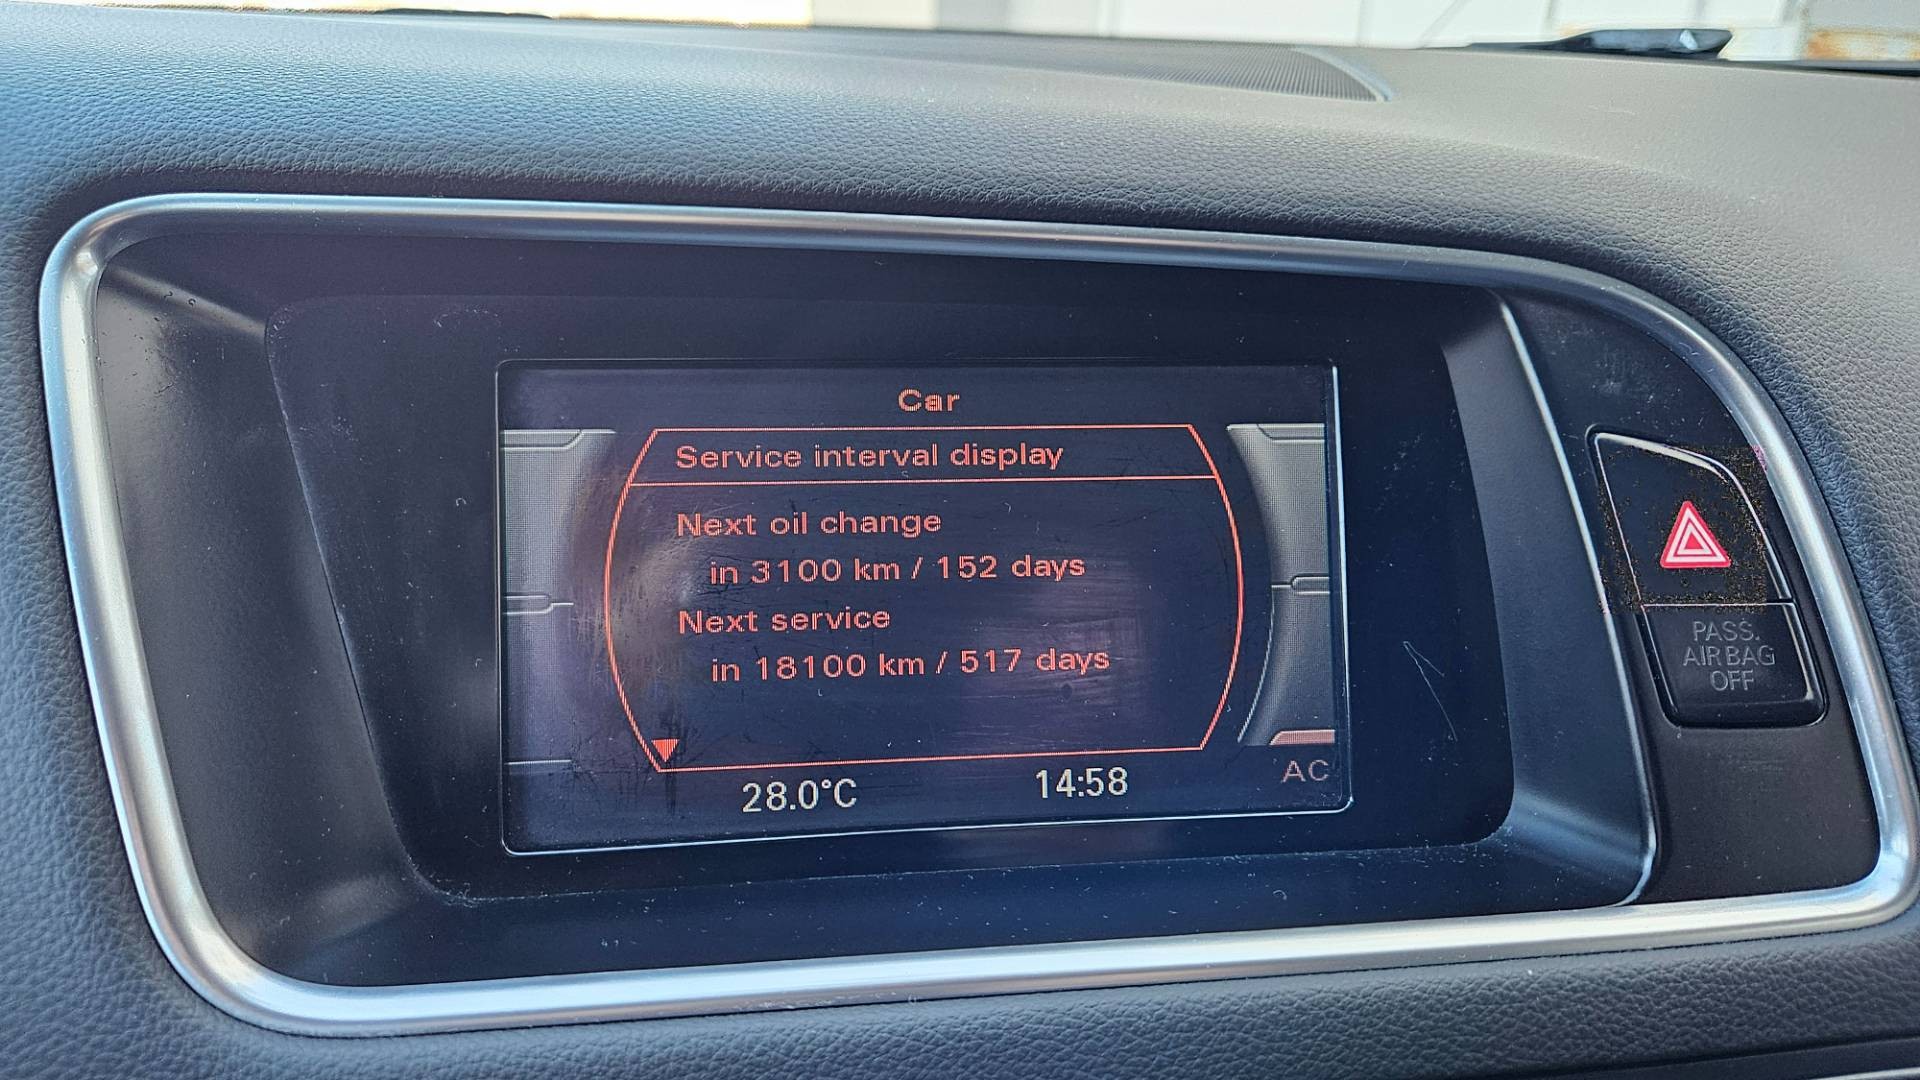 Car
Service interval display
Next oil change
in 3100 km / 152 days
Next service
in 18100 km / 517 days
28.0°C
14:58
AC
PASS.
AIR BAG
OFF